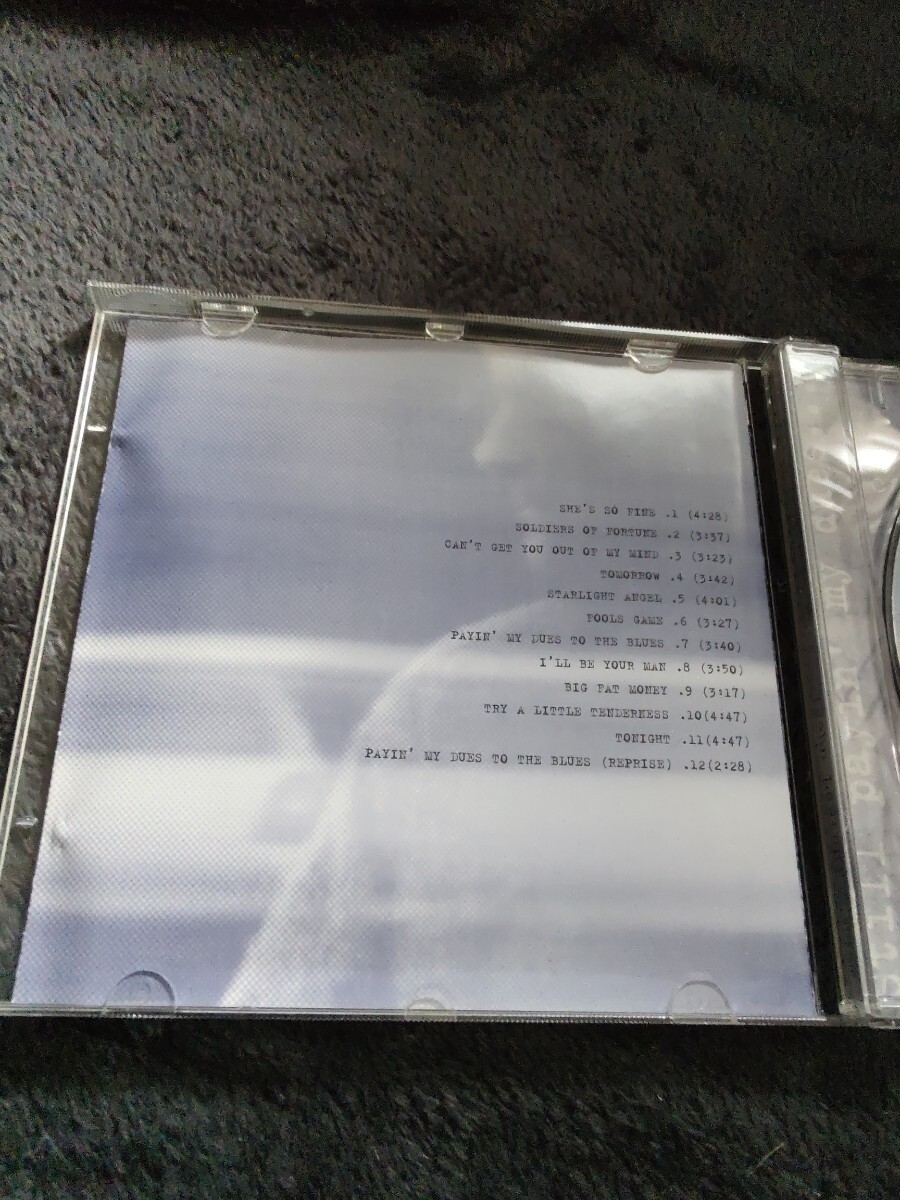 SHE'S SO FINE .1 (4:28)
SOLDIERS OF FORTUNE .2 (3:37)
CAN'T GET YOU OUT OF MY MIND .3 (3:23)
TOMORROW .4 (3:42)
STARLIGHT ANGEL .5 (4:01)
FOOLS GAME .6 (3:27)
PAYIN' MY DUES TO THE BLUES .7 (3:40)
I'LL BE YOUR MAN .8 (3:50)
BIG FAT MONEY .9 (3:17)
TRY A LITTLE TENDERNESS .10(4:47)
TONIGHT .11(4:47)
PAYIN' MY DUES TO THE BLUES (REPRISE) .12(2:28)
still my